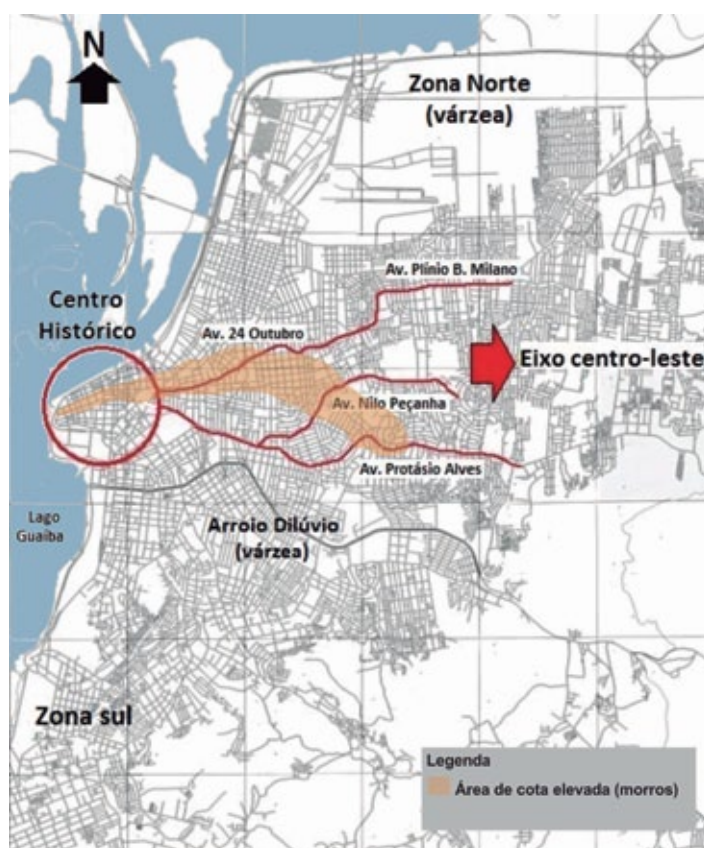 N
Zona Norte
(várzea)
Av. Plínio B. Milano
Centro
Histórico
Av. 24 Outubro
Eixo centro-leste
Av. Nilo Peçanha
Av. Protásio Alves
Lago
Guaíba
Arroio Dilúvio
(várzea)
Zona sul
Legenda
Área de cota elevada (morros)